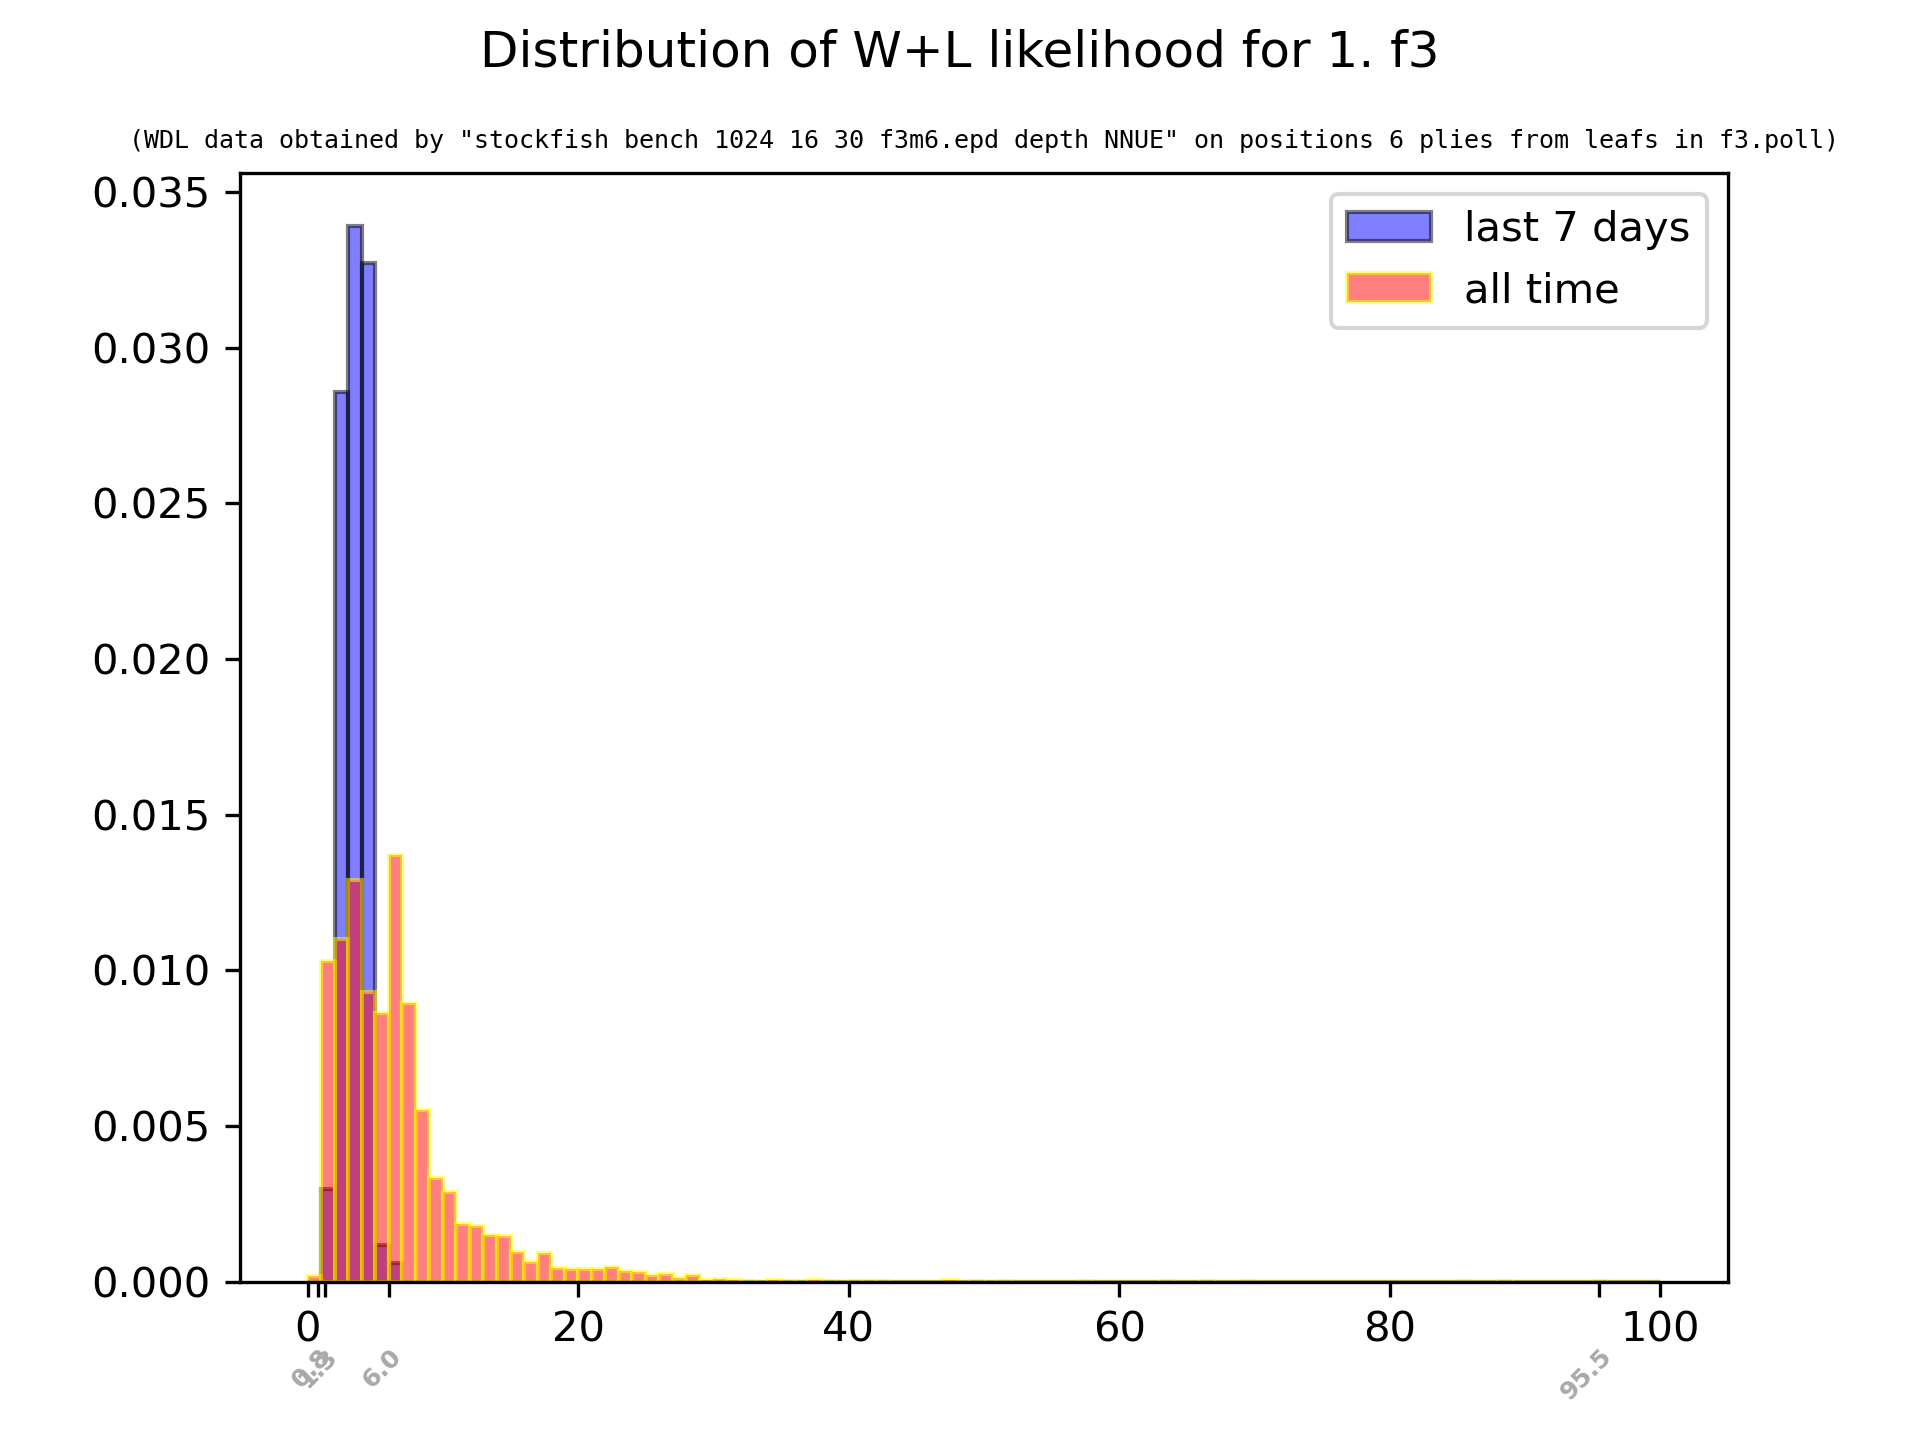 Distribution of W+L likelihood for 1. f3
(WDL data obtained by "stockfish bench 1024 16 30 f3m6.epd depth NNUE" on positions 6 plies from leafs in f3.poll)
last 7 days
all time
0.035
0.030
0.025
0.020
0.015
0.010
0.005
0.000
0 20 40 60 80 100
6.0 95.5